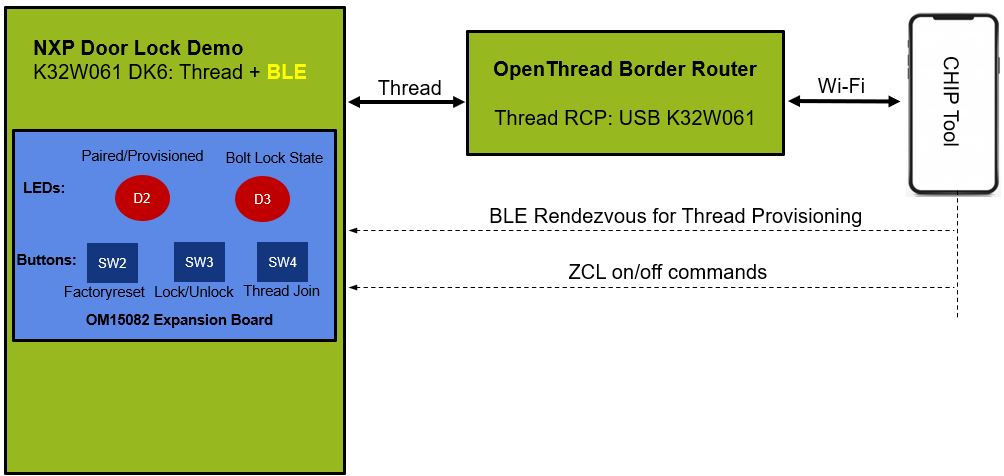 NXP Door Lock Demo
K32W061 DK6: Thread + BLE
Paired/Provisioned
Bolt Lock State
LEDs:
D2
D3
Buttons:
SW2
SW3
SW4
Factoryreset
Lock/Unlock
Thread Join
OM15082 Expansion Board
Thread
OpenThread Border Router
Thread RCP: USB K32W061
Wi-Fi
CHIP Tool
BLE Rendezvous for Thread Provisioning
ZCL on/off commands